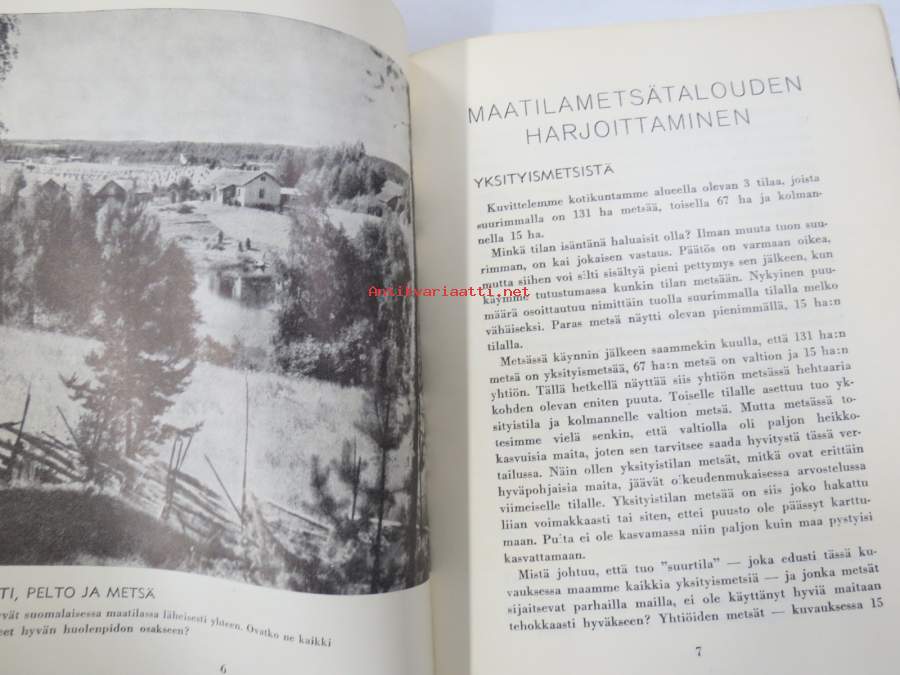 TI, PELTO JA METSÄ
vät suomalaisessa maatilassa läheisesti yhteen. Ovatko ne kaikki
eet hyvän huolenpidon osakseen?
6
Antikvariaatti.net
MAATILAMETSÄTALOUDEN
HARJOITTAMINEN
YKSITYISMETSISTÄ
Kuvittelemme kotikuntamme alueella olevan 3 tilaa, joista
suurimmalla on 131 ha metsää, toisella 67 ha ja kolman-
nella 15 ha.
Minkä tilan isäntänä haluaisit olla? Ilman muuta tuon suu-
rimman, on kai jokaisen vastaus. Päätös on varmaan oikea,
mutta siihen voi s:lti sisältyä pieni pettymys sen jälkeen, kun
käymme tutustumassa kunkin tilan metsään. Nykyinen puu-
määrä osoittautuu nimittäin tuolla suurimmalla tilalla melko
vähäiseksi. Paras metsä näytti olevan pienimmällä, 15 ha:n
tilalla.
Metsässä käynnin jälkeen saammekin kuulla, että 131 ha:n
metsä on yksityismetsää, 67 ha:n metsä on valtion ja 15 ha:n
yhtiön. Tällä hetkellä näyttää siis yhtiön metsässä hehtaaria
kohden olevan eniten puuta. Toiselle tilalle asettuu tuo yk-
sityistila ja kolmannelle valtion metsä. Mutta metsässä to-
tesimme vielä senkin, että valtiolla oli paljon heikko-
kasvuisia maita, joten sen tarvitsee saada hyvitystä tässä ver-
tailussa. Näin ollen yksityistilan metsät, mitkä ovat erittäin
hyväpohjaisia maita, jäävät o:keudenmukaisessa arvostelussa
viimeiselle tilalle. Yksityistilan metsää on siis joko hakattu
liian voimakkaasti tai siten, ettei puusto ole päässyt karttu-
maan. Pu:ta ei ole kasvamassa niin paljon kuin maa pystyisi
kasvattamaan.
Mistä johtuu, että tuo "suurtila" — joka edusti tässä ku-
vauksessa maamme kaikkia yksityismetsiä — ja jonka metsät
sijaitsevat parhailla mailla, ei ole käyttänyt hyviä maitaan
tehokkaasti hyväkseen? Yhtiöiden metsät — kuvauksessa 15
7